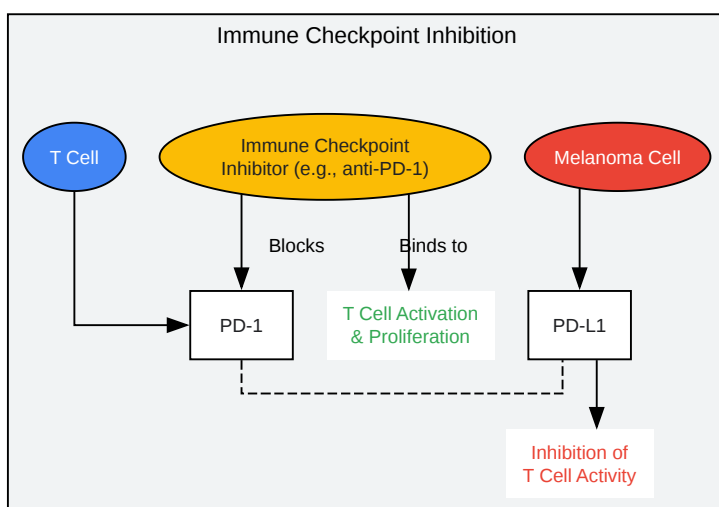 Immune Checkpoint Inhibition
T Cell
Immune Checkpoint
Inhibitor (e.g., anti-PD-1)
Melanoma Cell
Blocks
Binds to
PD-1
T Cell Activation
& Proliferation
PD-L1
Inhibition of
T Cell Activity